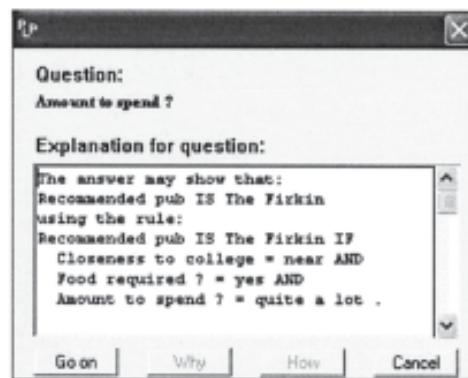 PLP
Question:
Amount to spend ?
Explanation for question:
The answer may show that:
Recommended pub IS The Firkin
using the rule:
Recommended pub IS The Firkin IF
Closeness to college = near AND
Food required ? = yes AND
Amount to spend ? = quite a lot .
Go on
Why
How
Cancel